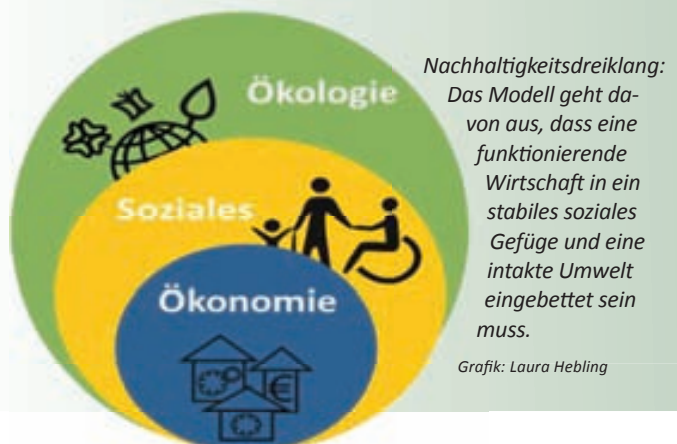 Ökologie
Soziales
Ökonomie
€
Nachhaltigkeitsdreiklang:
Das Modell geht da-
von aus, dass eine
funktionierende
Wirtschaft in ein
stabiles soziales
Gefüge und eine
intakte Umwelt
eingebettet sein
muss.
Grafik: Laura Hebling